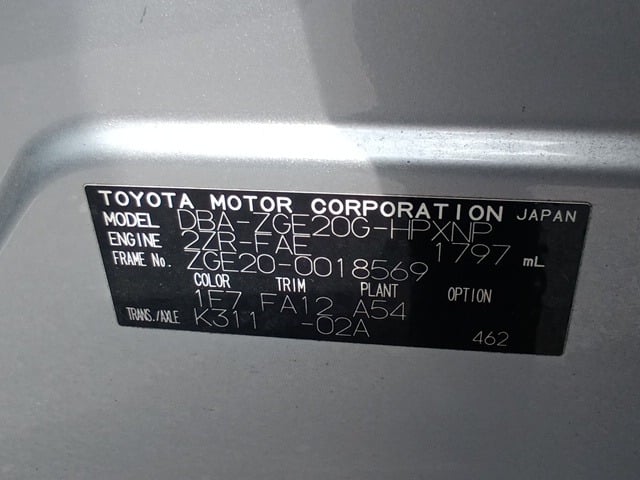 TOYOTA MOTOR CORPORATION JAPAN
MODEL DBA-ZGE20G-HPXNP
ENGINE 2ZR-FAE 1797 mL
FRAME No. ZGE20-0018569
COLOR TRIM PLANT OPTION
1F7 FA12 A54
TRANS./AXLE K311 -02A
462